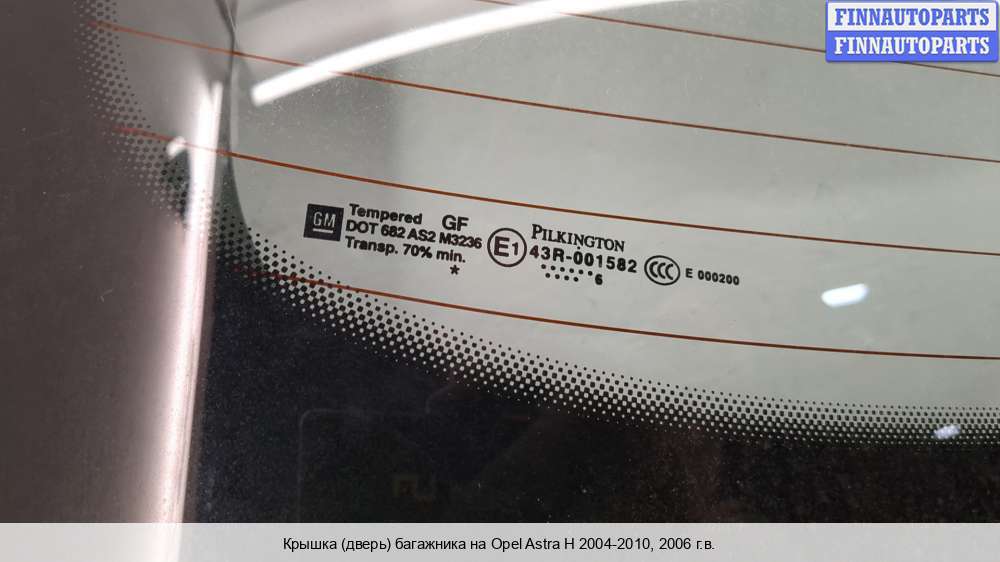 FINNAUTOPARTS
FINNAUTOPARTS
GM
Tempered GF
DOT 682 AS2 M3236
Transp. 70% min.
*
E1
PILKINGTON
43R-001582
6
CCC
E 000200
Крышка (дверь) багажника на Opel Astra H 2004-2010, 2006 г.в.